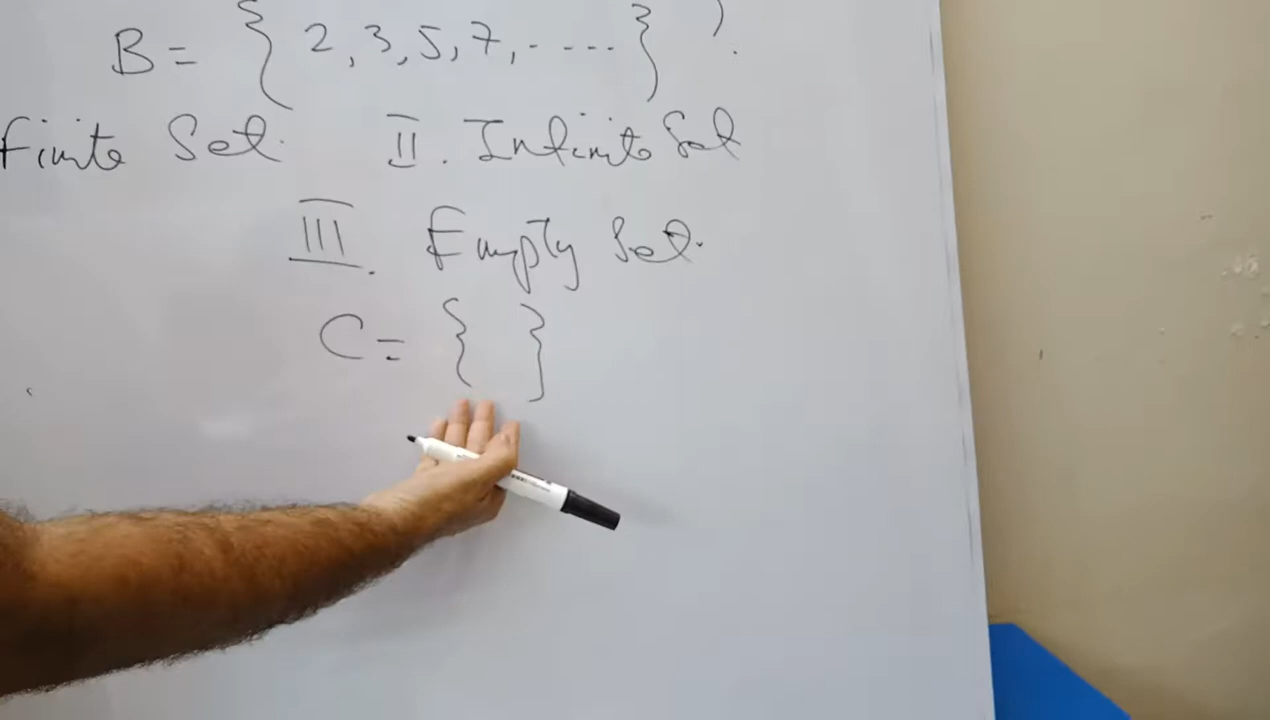 B = { 2, 3, 5, 7, ..... } ).
Finite Set. II. Infinite Set
III. Empty Set.
C = { }